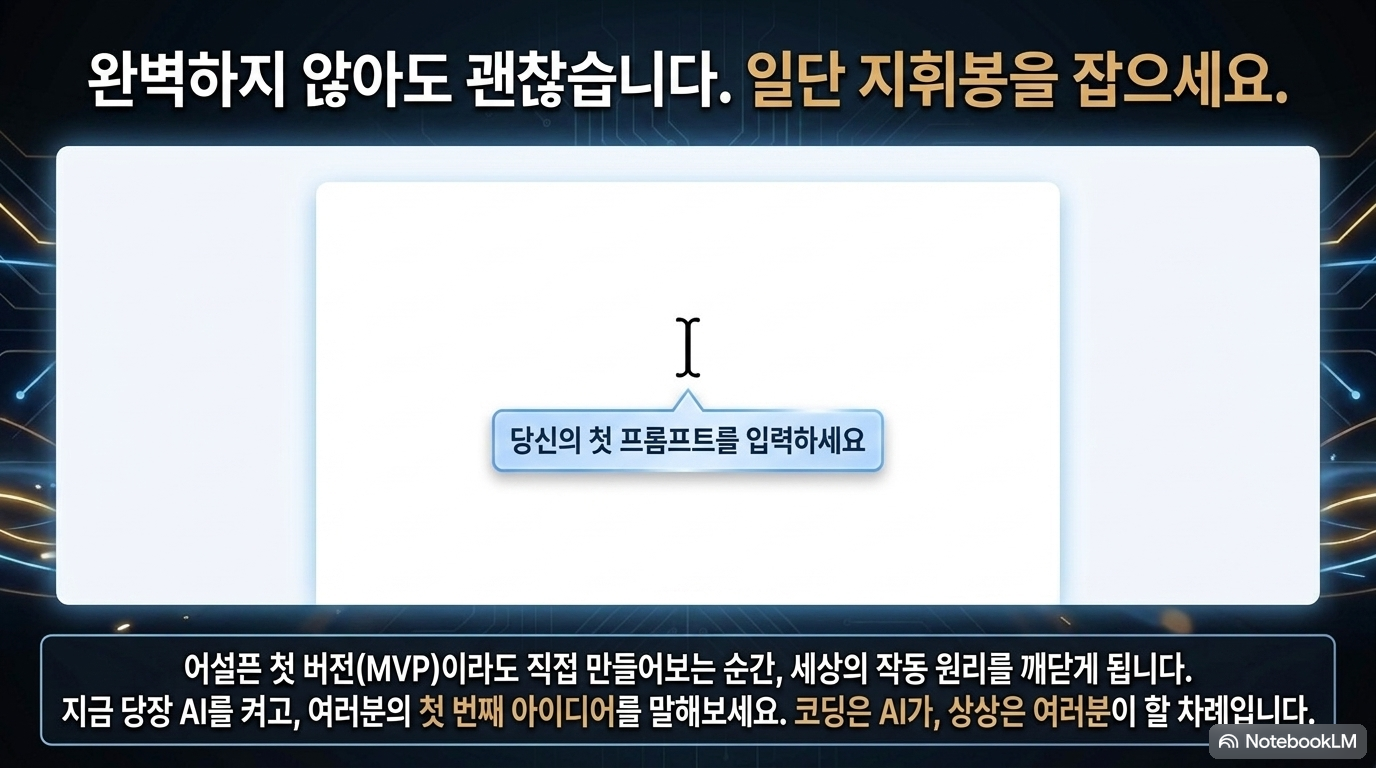 완벽하지 않아도 괜찮습니다. 일단 지휘봉을 잡으세요.
당신의 첫 프롬프트를 입력하세요
어설픈 첫 버전(MVP)이라도 직접 만들어보는 순간, 세상의 작동 원리를 깨닫게 됩니다.
지금 당장 AI를 켜고, 여러분의 첫 번째 아이디어를 말해보세요. 코딩은 AI가, 상상은 여러분이 할 차례입니다.
NotebookLM